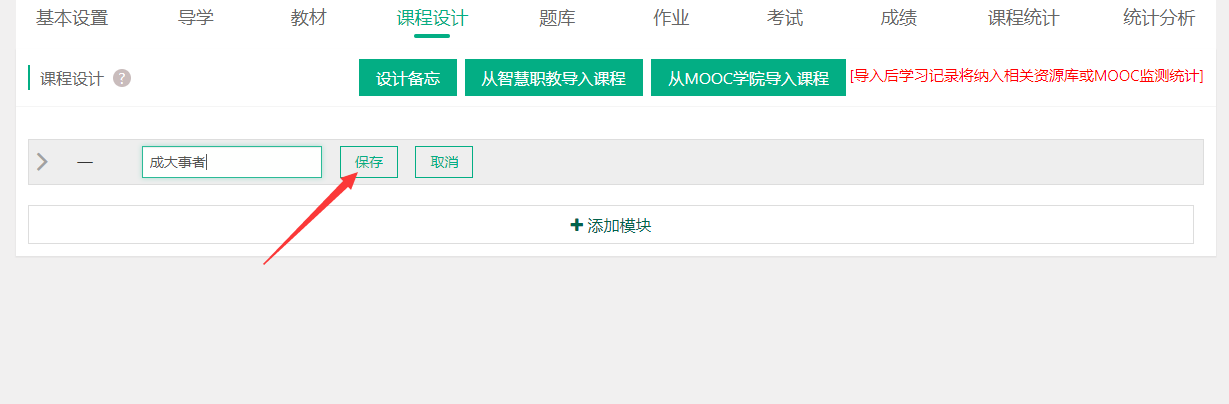 基本设置 导学 教材 课程设计 题库 作业 考试 成绩 课程统计 统计分析
课程设计 ? 设计备忘 从智慧职教导入课程 从MOOC学院导入课程 [导入后学习记录将纳入相关资源库或MOOC监测统计]
一 成大事者 保存 取消
+ 添加模块